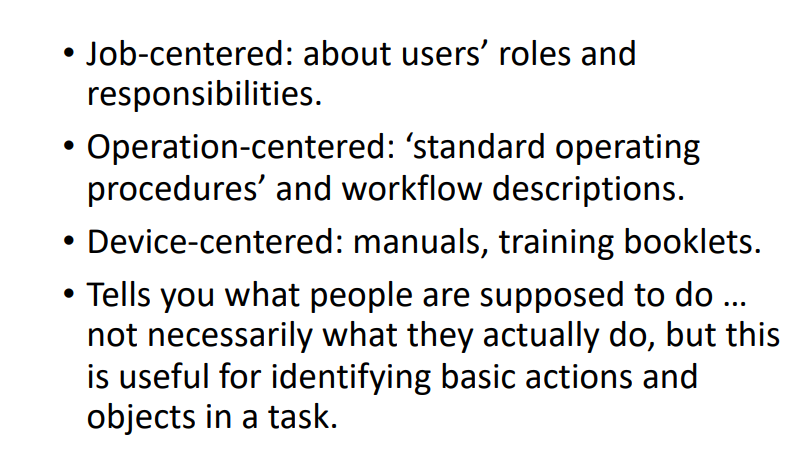 • Job-centered: about users’ roles and
responsibilities.
• Operation-centered: ‘standard operating
procedures’ and workflow descriptions.
• Device-centered: manuals, training booklets.
• Tells you what people are supposed to do …
not necessarily what they actually do, but this
is useful for identifying basic actions and
objects in a task.